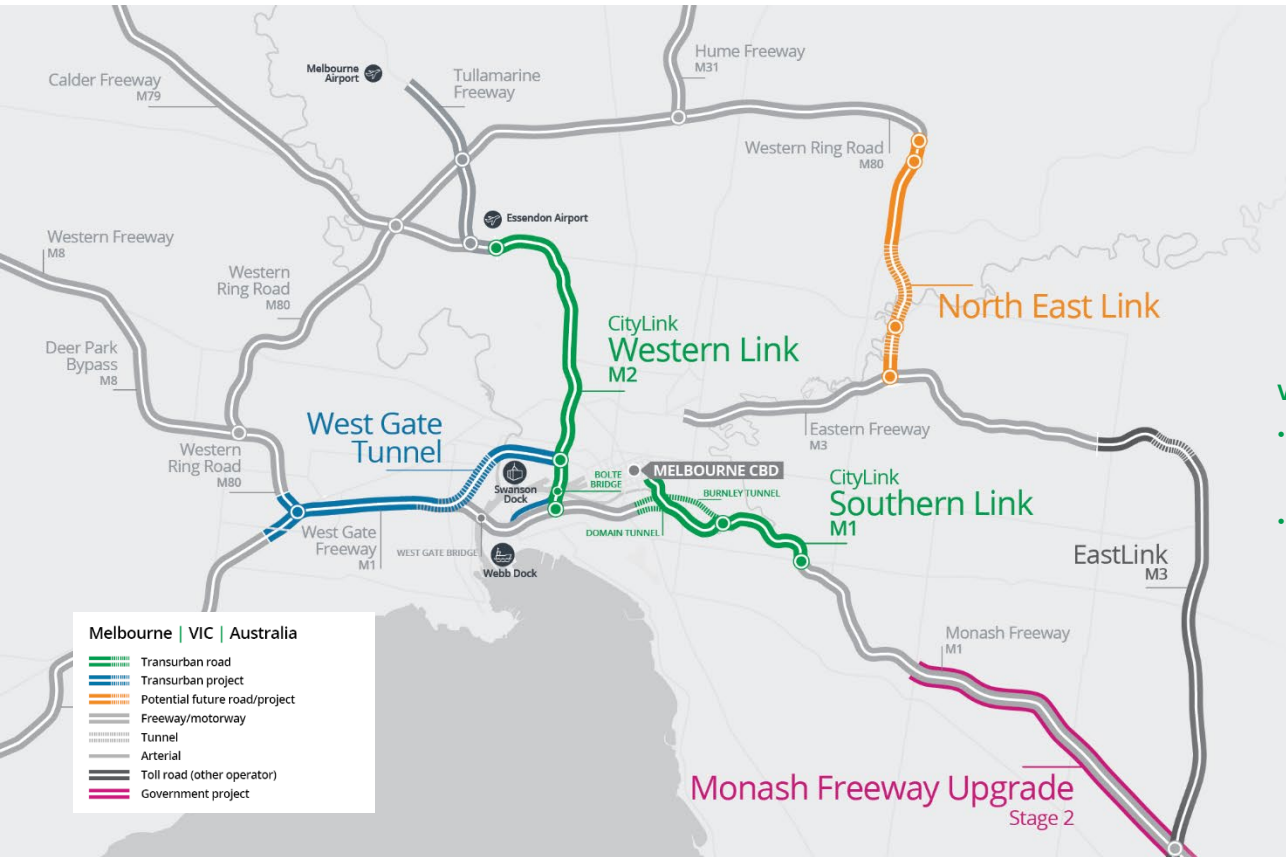 Hume Freeway
M31
Melbourne
Airport
Tullamarine
Freeway
Calder Freeway
M79
Western Ring Road
M80
Essendon Airport
Western Freeway
M8
Western
Ring Road
M80
North East Link
CityLink
Western Link
M2
Deer Park
Bypass
M8
West Gate
Tunnel
Eastern Freeway
M3
Western
Ring Road
M80
MELBOURNE CBD
BOLTE
BRIDGE
Swanson
Dock
CityLink
Southern Link
M1
BURNLEY TUNNEL
DOMAIN TUNNEL
West Gate
Freeway
M1
WEST GATE BRIDGE
Webb Dock
EastLink
M3
Melbourne | VIC | Australia
Transurban road
Transurban project
Potential future road/project
Freeway/motorway
Tunnel
Arterial
Toll road (other operator)
Government project
Monash Freeway
M1
Monash Freeway Upgrade
Stage 2